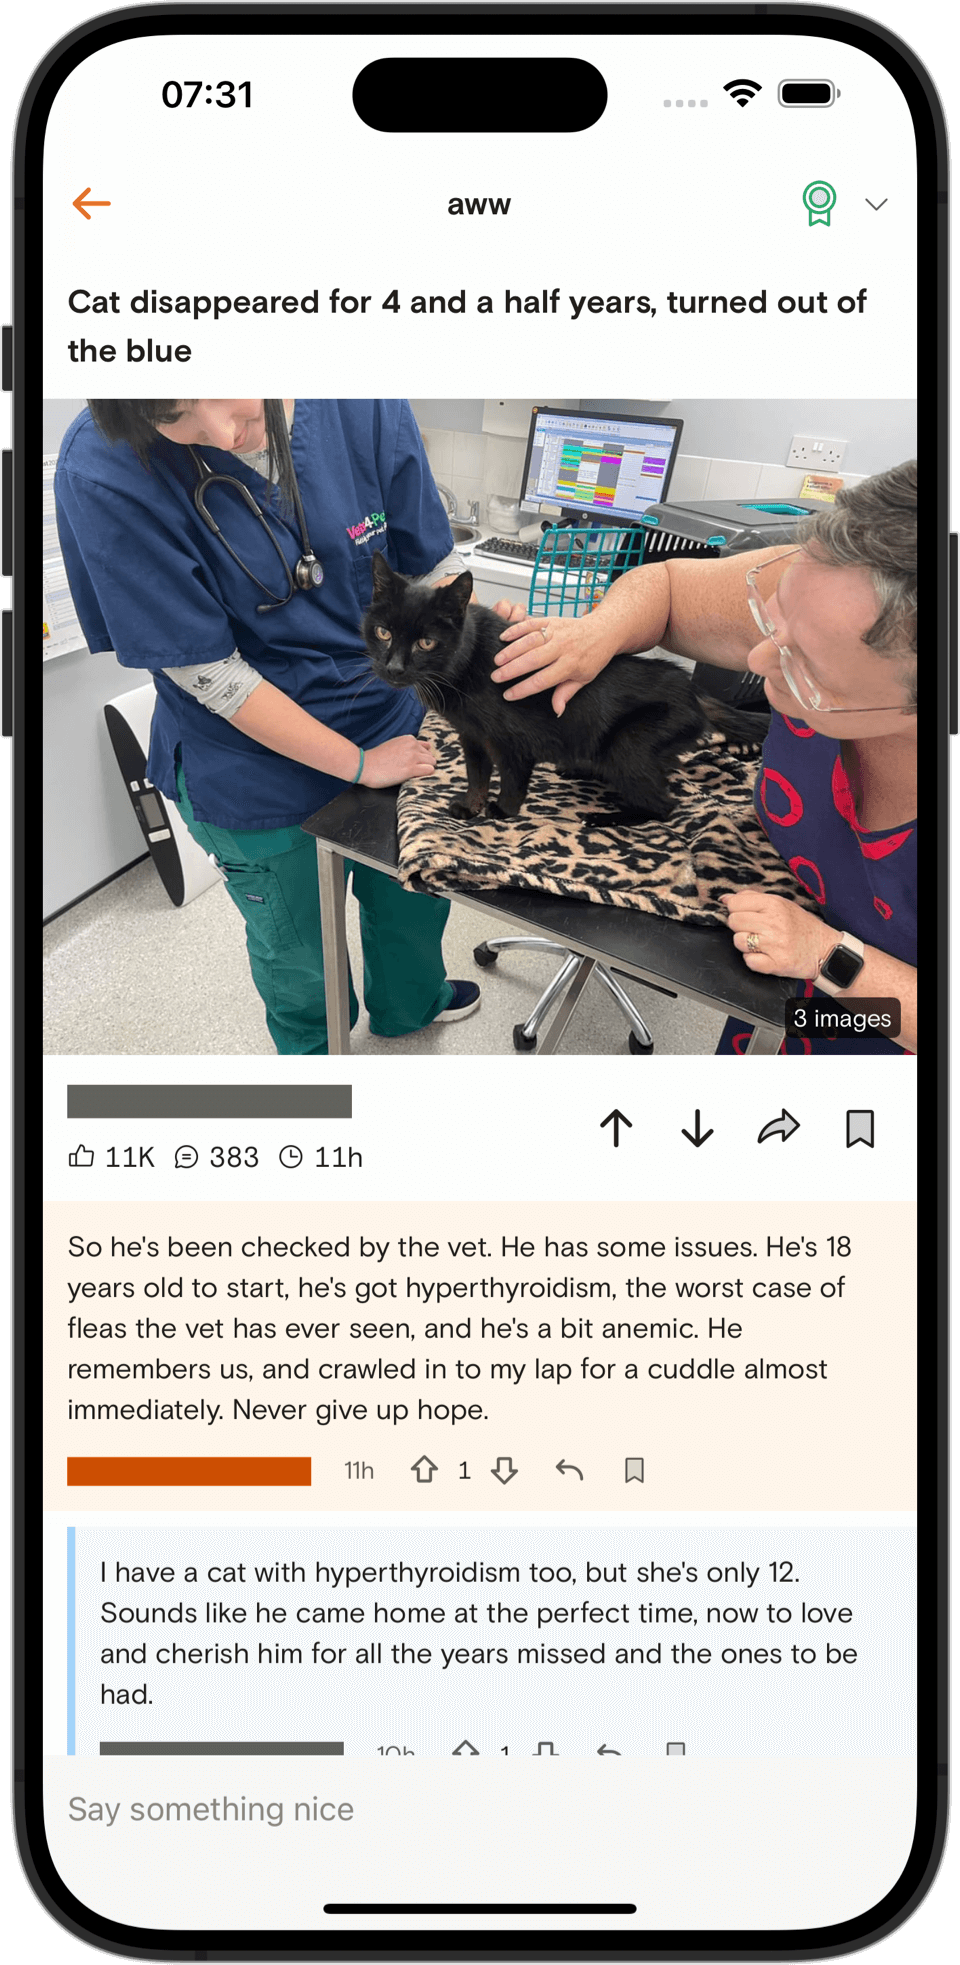 07:31
aww
Cat disappeared for 4 and a half years, turned out of
the blue
Vets4Pe
3 images
11K 383 11h
So he's been checked by the vet. He has some issues. He's 18
years old to start, he's got hyperthyroidism, the worst case of
fleas the vet has ever seen, and he's a bit anemic. He
remembers us, and crawled in to my lap for a cuddle almost
immediately. Never give up hope.
11h 1
I have a cat with hyperthyroidism too, but she's only 12.
Sounds like he came home at the perfect time, now to love
and cherish him for all the years missed and the ones to be
had.
10h 1
Say something nice